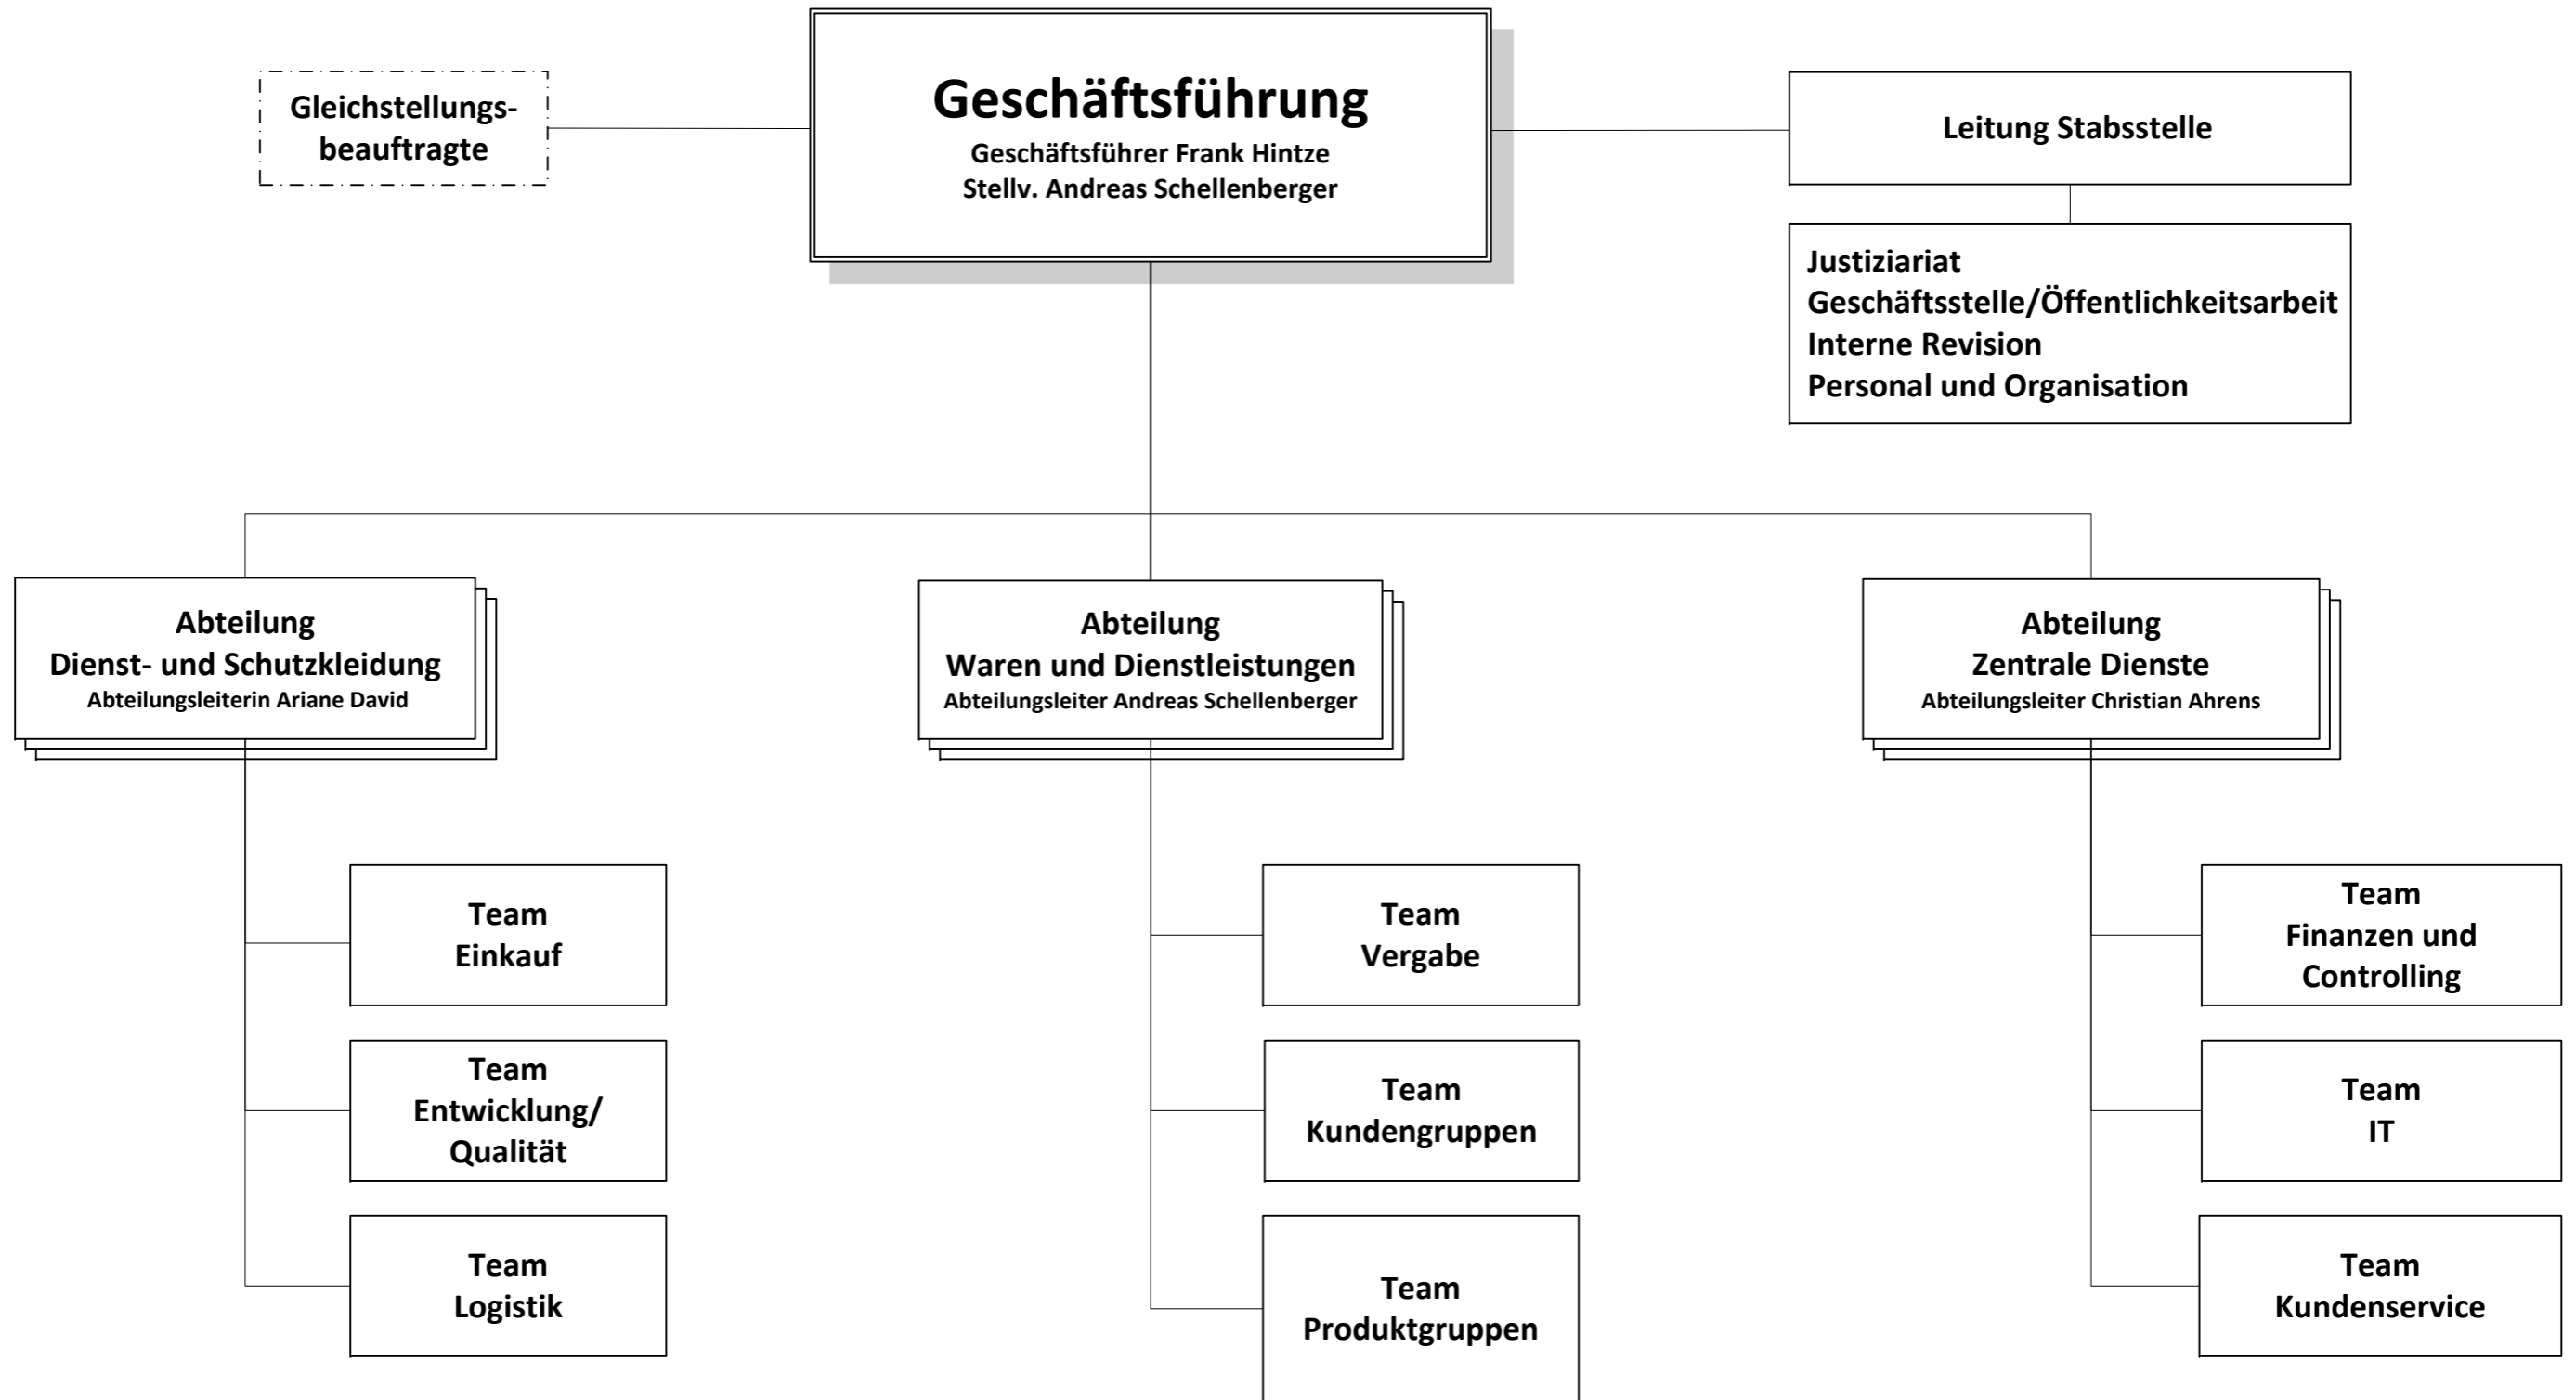 Gleichstellungs-
beauftragte
Geschäftsführung
Geschäftsführer Frank Hintze
Stellv. Andreas Schellenberger
Leitung Stabsstelle
Justiziariat
Geschäftsstelle/Öffentlichkeitsarbeit
Interne Revision
Personal und Organisation
Abteilung
Dienst- und Schutzkleidung
Abteilungsleiterin Ariane David
Abteilung
Waren und Dienstleistungen
Abteilungsleiter Andreas Schellenberger
Abteilung
Zentrale Dienste
Abteilungsleiter Christian Ahrens
Team
Einkauf
Team
Entwicklung/
Qualität
Team
Logistik
Team
Vergabe
Team
Kundengruppen
Team
Produktgruppen
Team
Finanzen und
Controlling
Team
IT
Team
Kundenservice